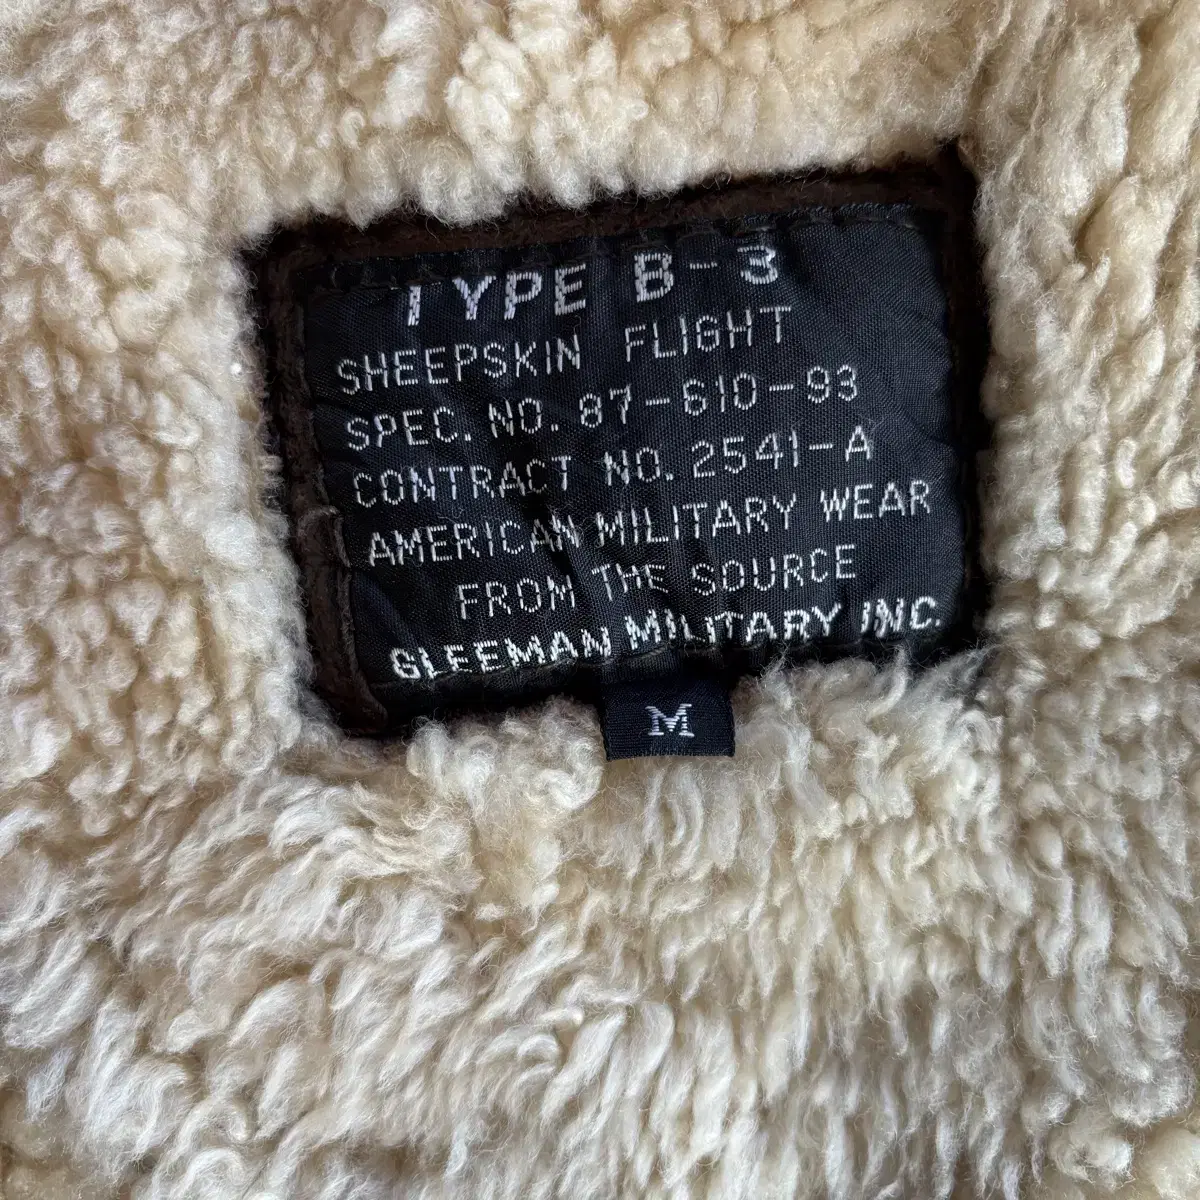 TYPE B-3
SHEEPSKIN FLIGHT
SPEC. NO. 87-610-93
CONTRACT NO. 2541-A
AMERICAN MILITARY WEAR
FROM THE SOURCE
GLEEMAN MILITARY INC.
M